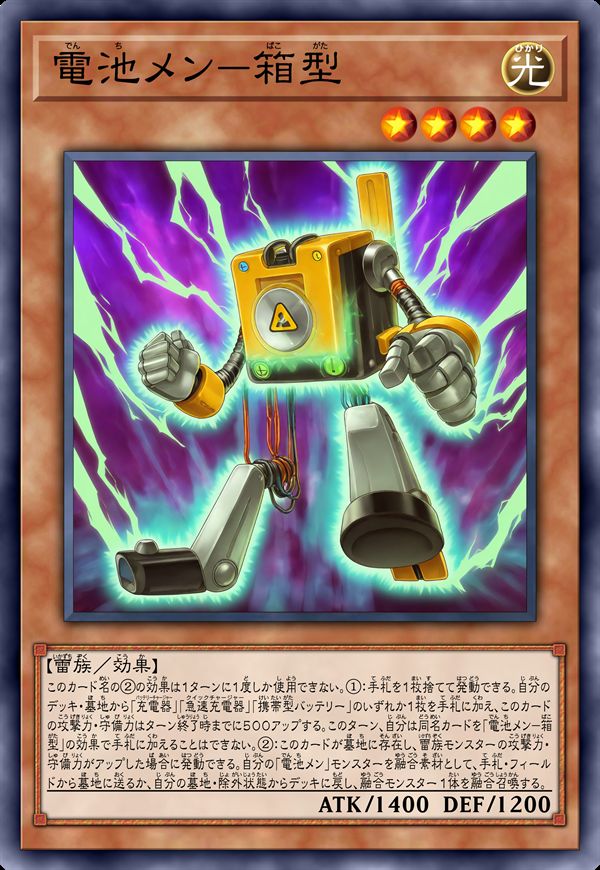 電池メン－箱型
光
【雷族／効果】
このカード名の②の効果は1ターンに1度しか使用できない。①：手札を1枚捨てて発動できる。自分の
デッキ・墓地から「充電器」「急速充電器」「携帯型バッテリー」のいずれか1枚を手札に加え、このカード
の攻撃力・守備力はターン終了時までに500アップする。このターン、自分は同名カードを「電池メン－箱
型」の効果で手札に加えることはできない。②：このカードが墓地に存在し、雷族モンスターの攻撃力・
守備力がアップした場合に発動できる。自分の「電池メン」モンスターを融合素材として、手札・フィール
ドから墓地に送るか、自分の墓地・除外状態からデッキに戻し、融合モンスター1体を融合召喚する。
ATK/1400 DEF/1200